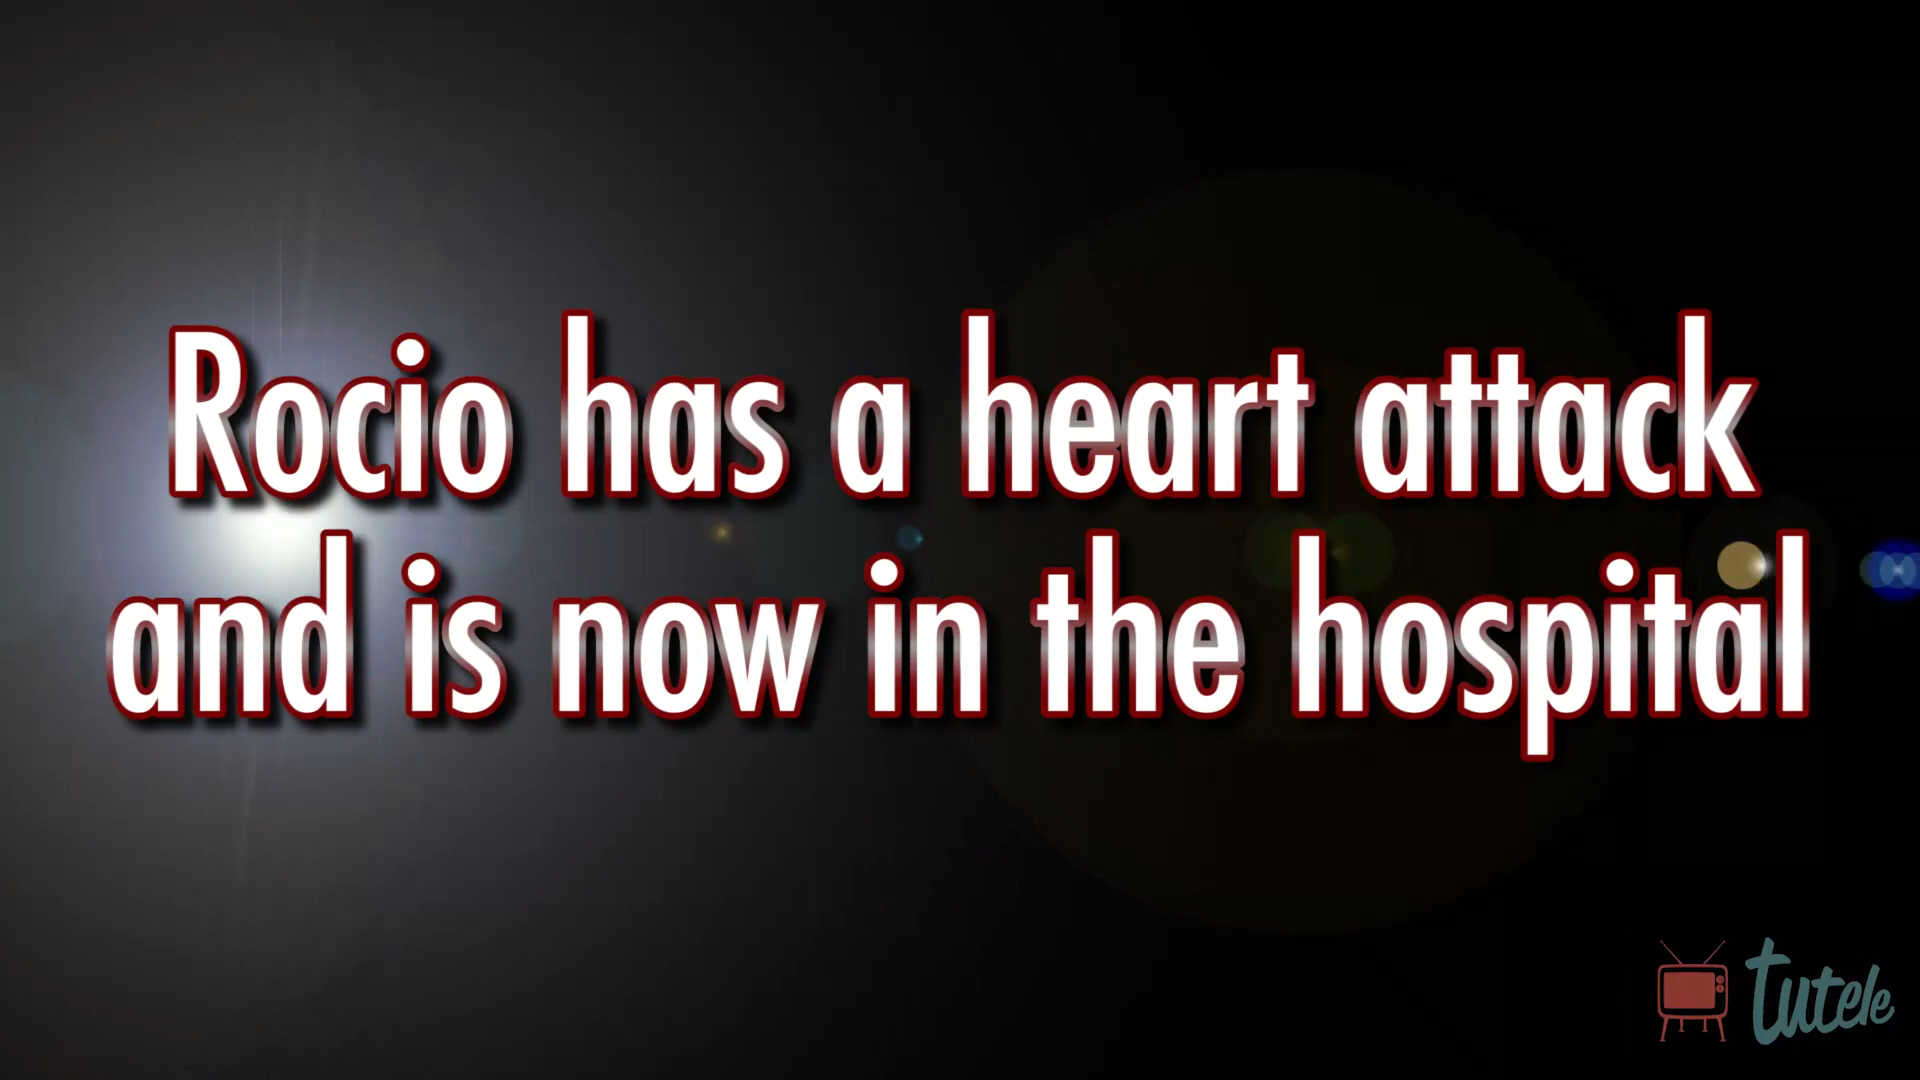 Rocio has a heart attack
and is now in the hospital
tutele